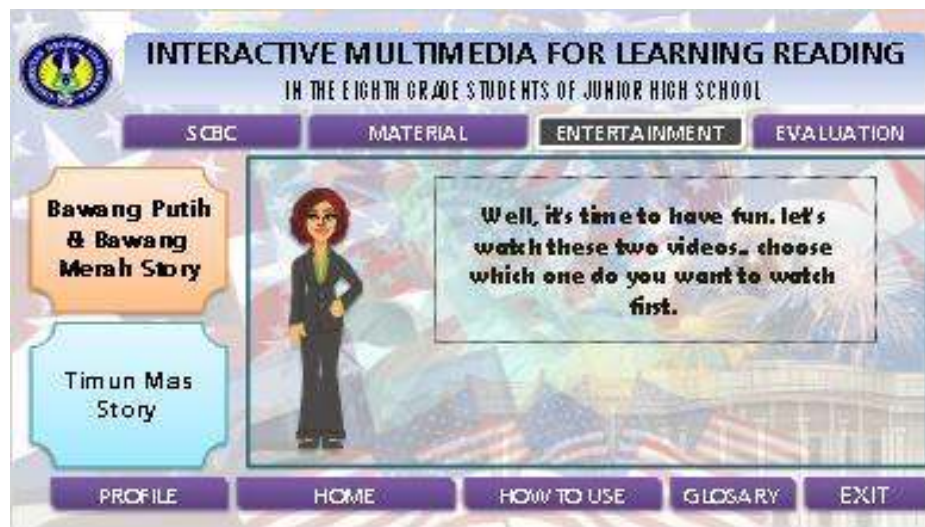 INTERACTIVE MULTIMEDIA FOR LEARNING READING
IN THE EIGHTH GRADE STUDENTS OF JUNIOR HIGH SCHOOL
SCBC
MATERIAL
ENTERTAINMENT
EVALUATION
Bawang Putih
& Bawang
Merah Story
Timun Mas
Story
Well, it's time to have fun. let's
watch these two videos.. choose
which one do you want to watch
first.
PROFILE
HOME
HOW TO USE
GLOSARY
EXIT